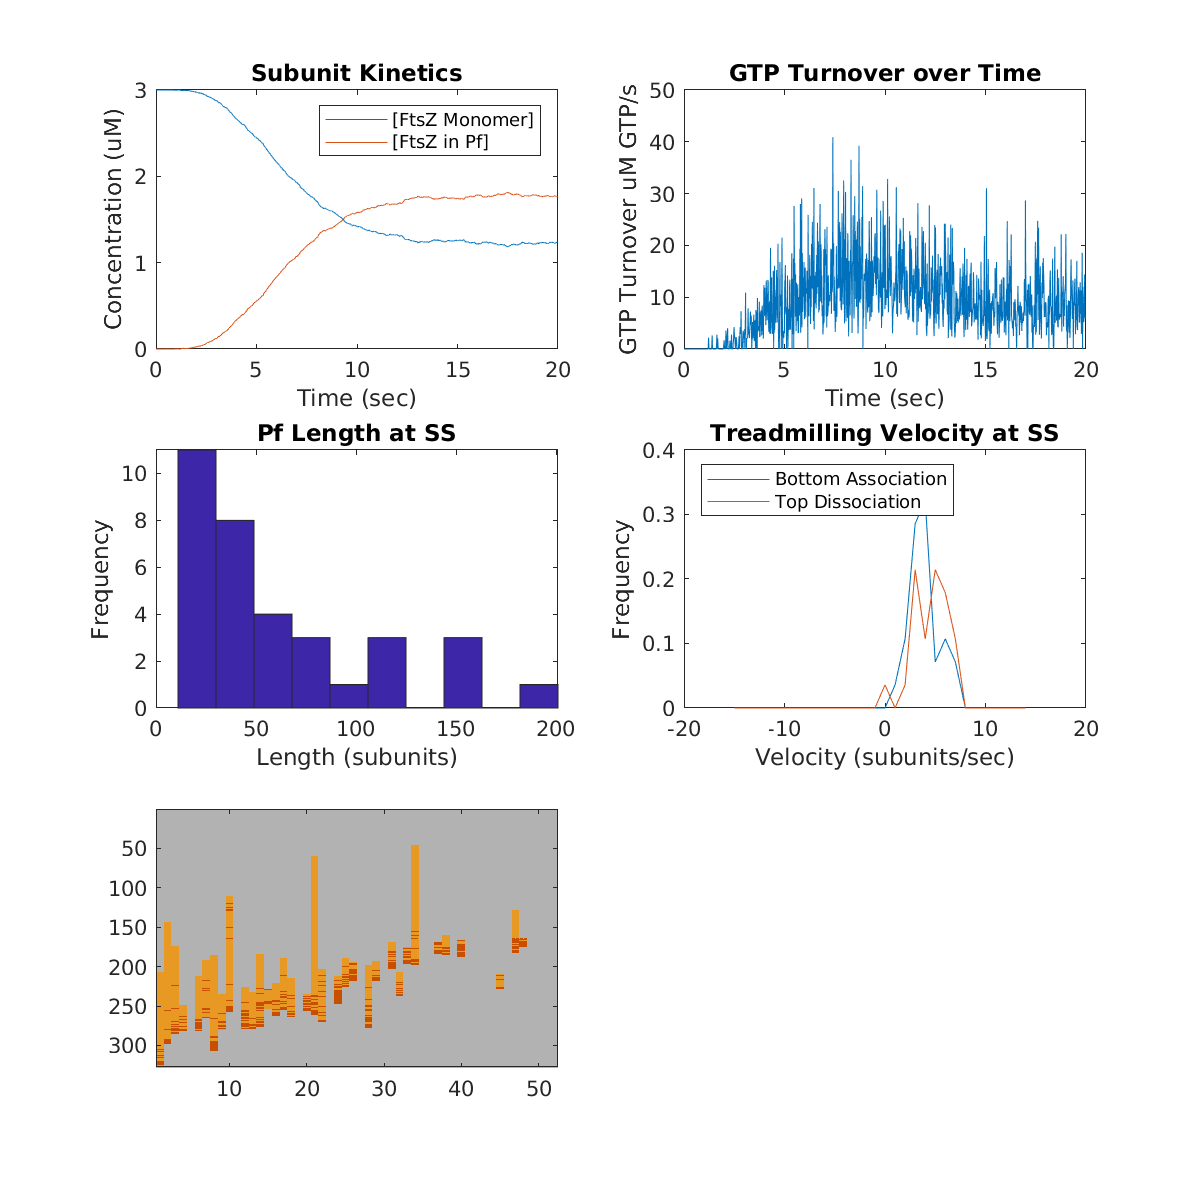 Subunit Kinetics
3
2
1
0
Concentration (uM)
[FtsZ Monomer]
[FtsZ in Pf]
0 5 10 15 20
Time (sec)
GTP Turnover over Time
50
40
30
20
10
0
GTP Turnover uM GTP/s
0 5 10 15 20
Time (sec)
Pf Length at SS
10
8
6
4
2
0
Frequency
0 50 100 150 200
Length (subunits)
Treadmilling Velocity at SS
0.4
0.3
0.2
0.1
0
Frequency
Bottom Association
Top Dissociation
-20 -10 0 10 20
Velocity (subunits/sec)
50
100
150
200
250
300
10 20 30 40 50